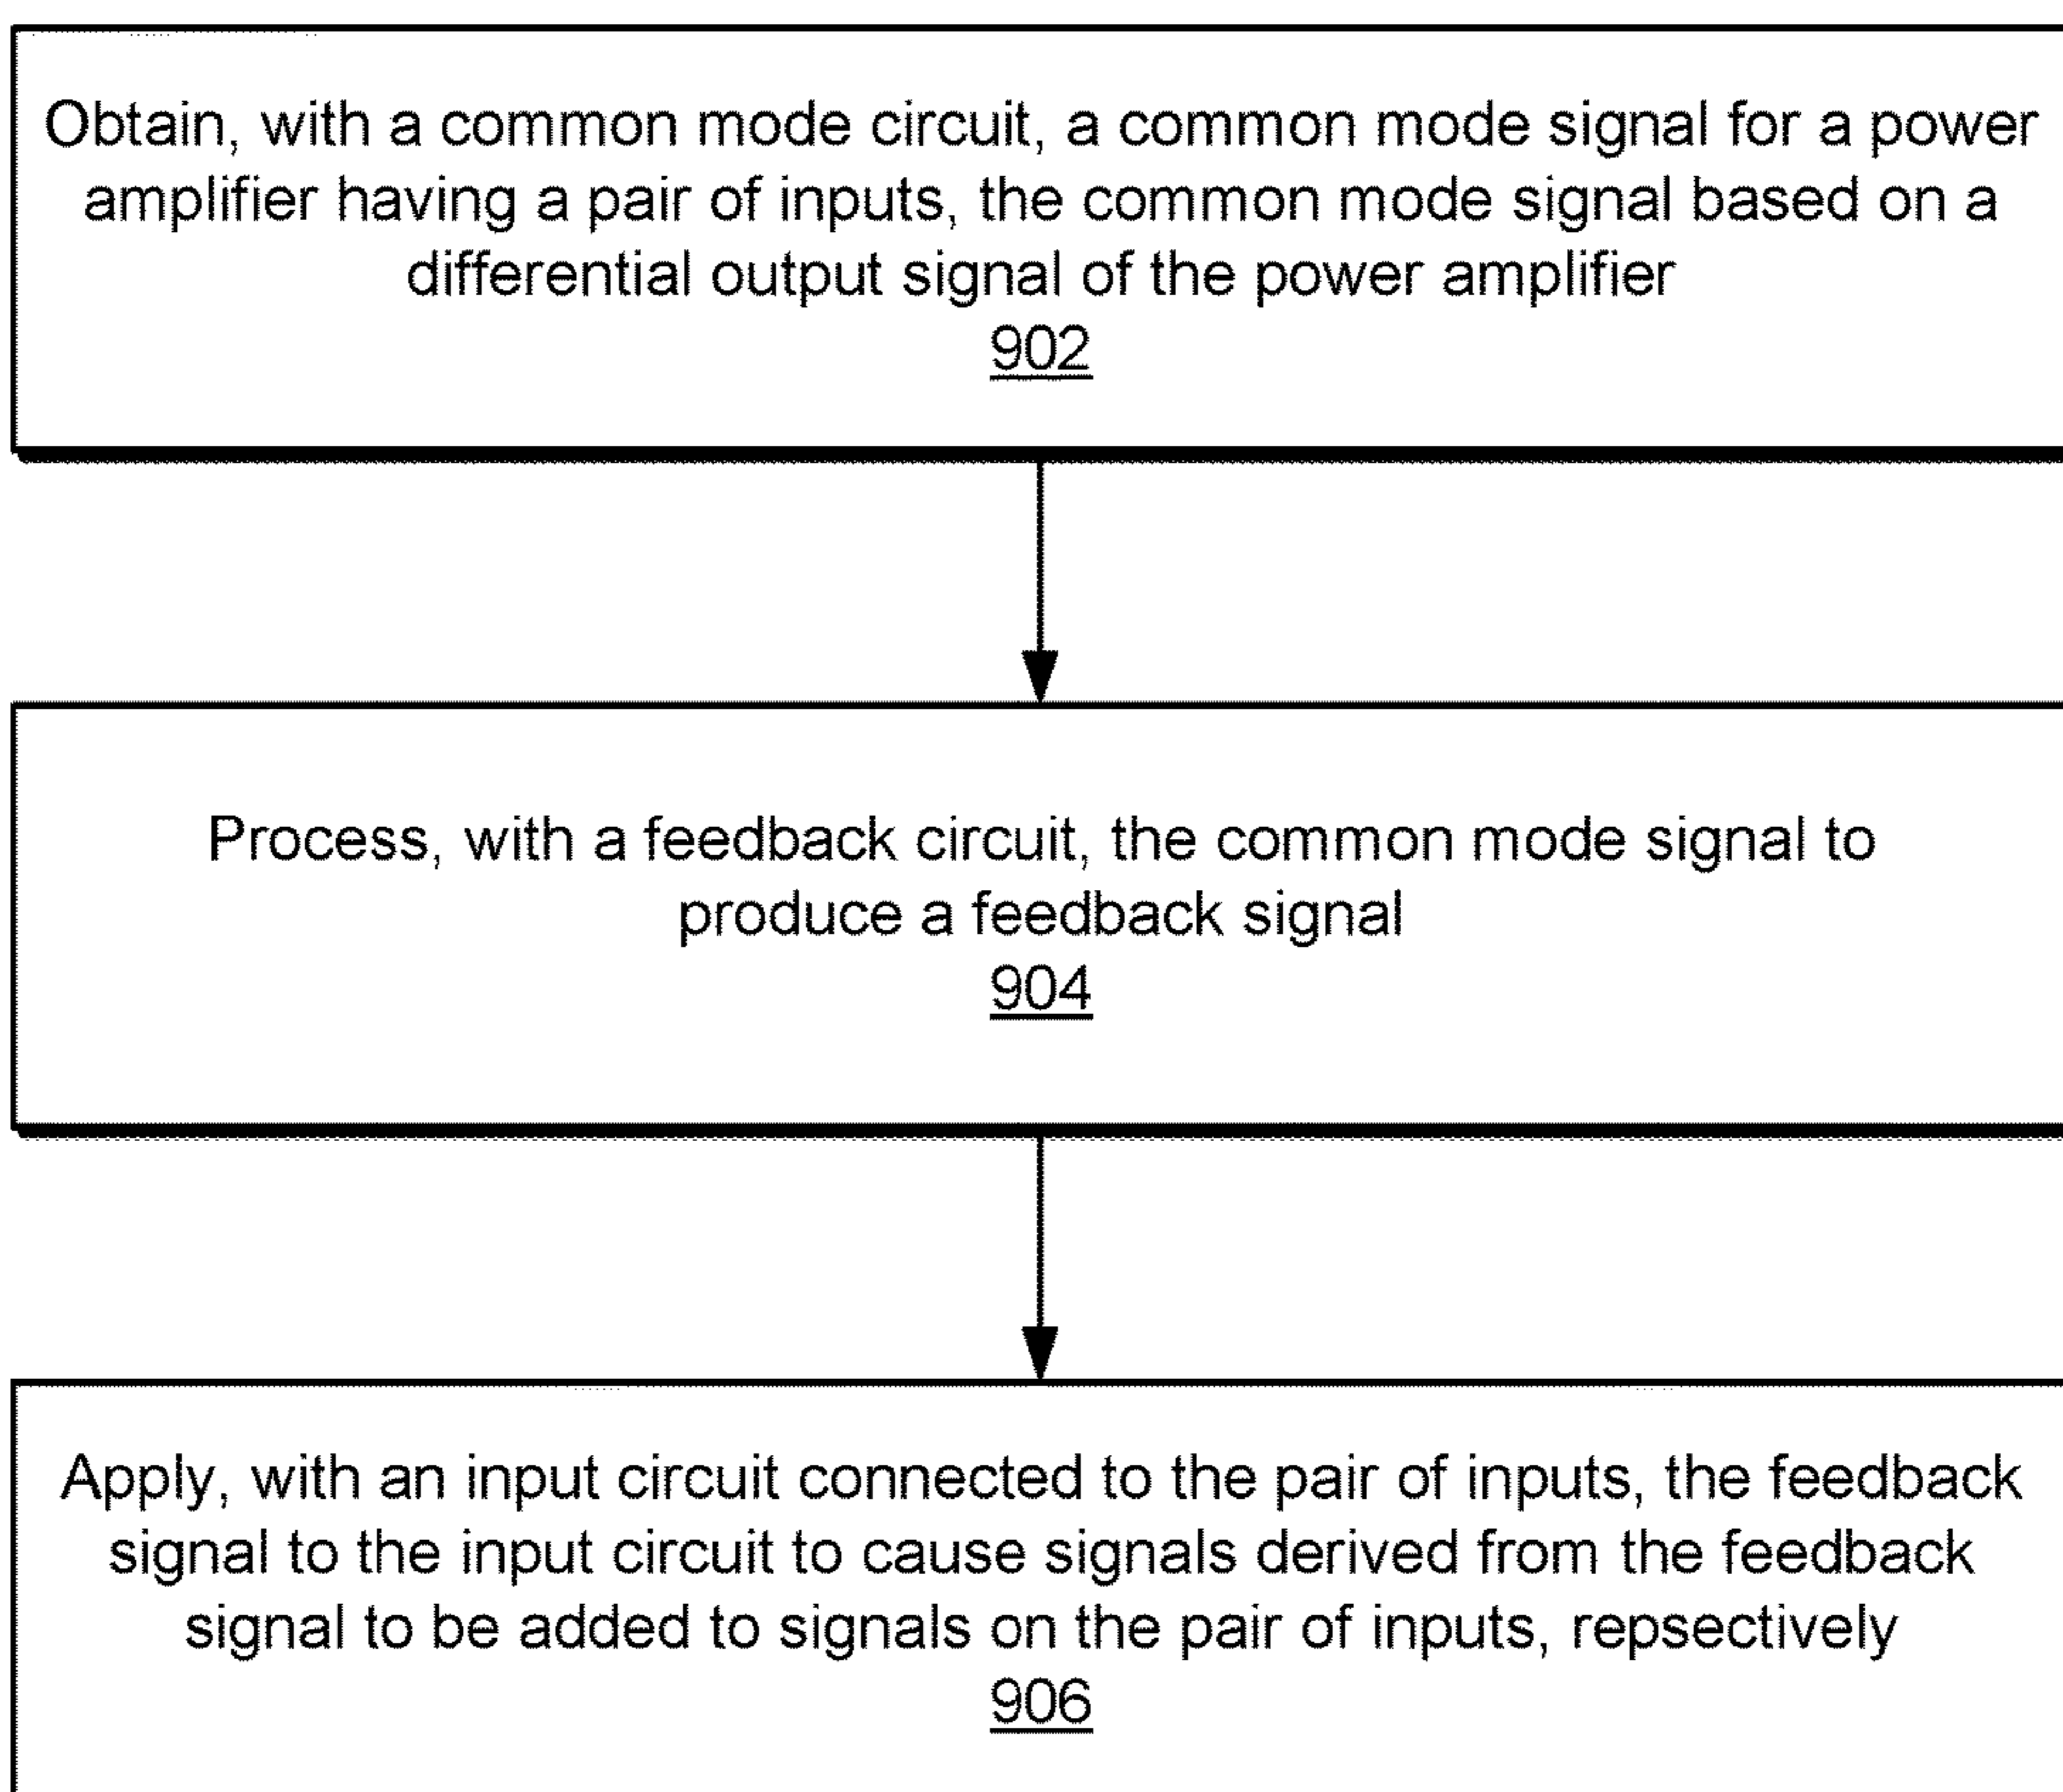 Obtain, with a common mode circuit, a common mode signal for a power
amplifier having a pair of inputs, the common mode signal based on a
differential output signal of the power amplifier
902
Process, with a feedback circuit, the common mode signal to
produce a feedback signal
904
Apply, with an input circuit connected to the pair of inputs, the feedback
signal to the input circuit to cause signals derived from the feedback
signal to be added to signals on the pair of inputs, repsectively
906